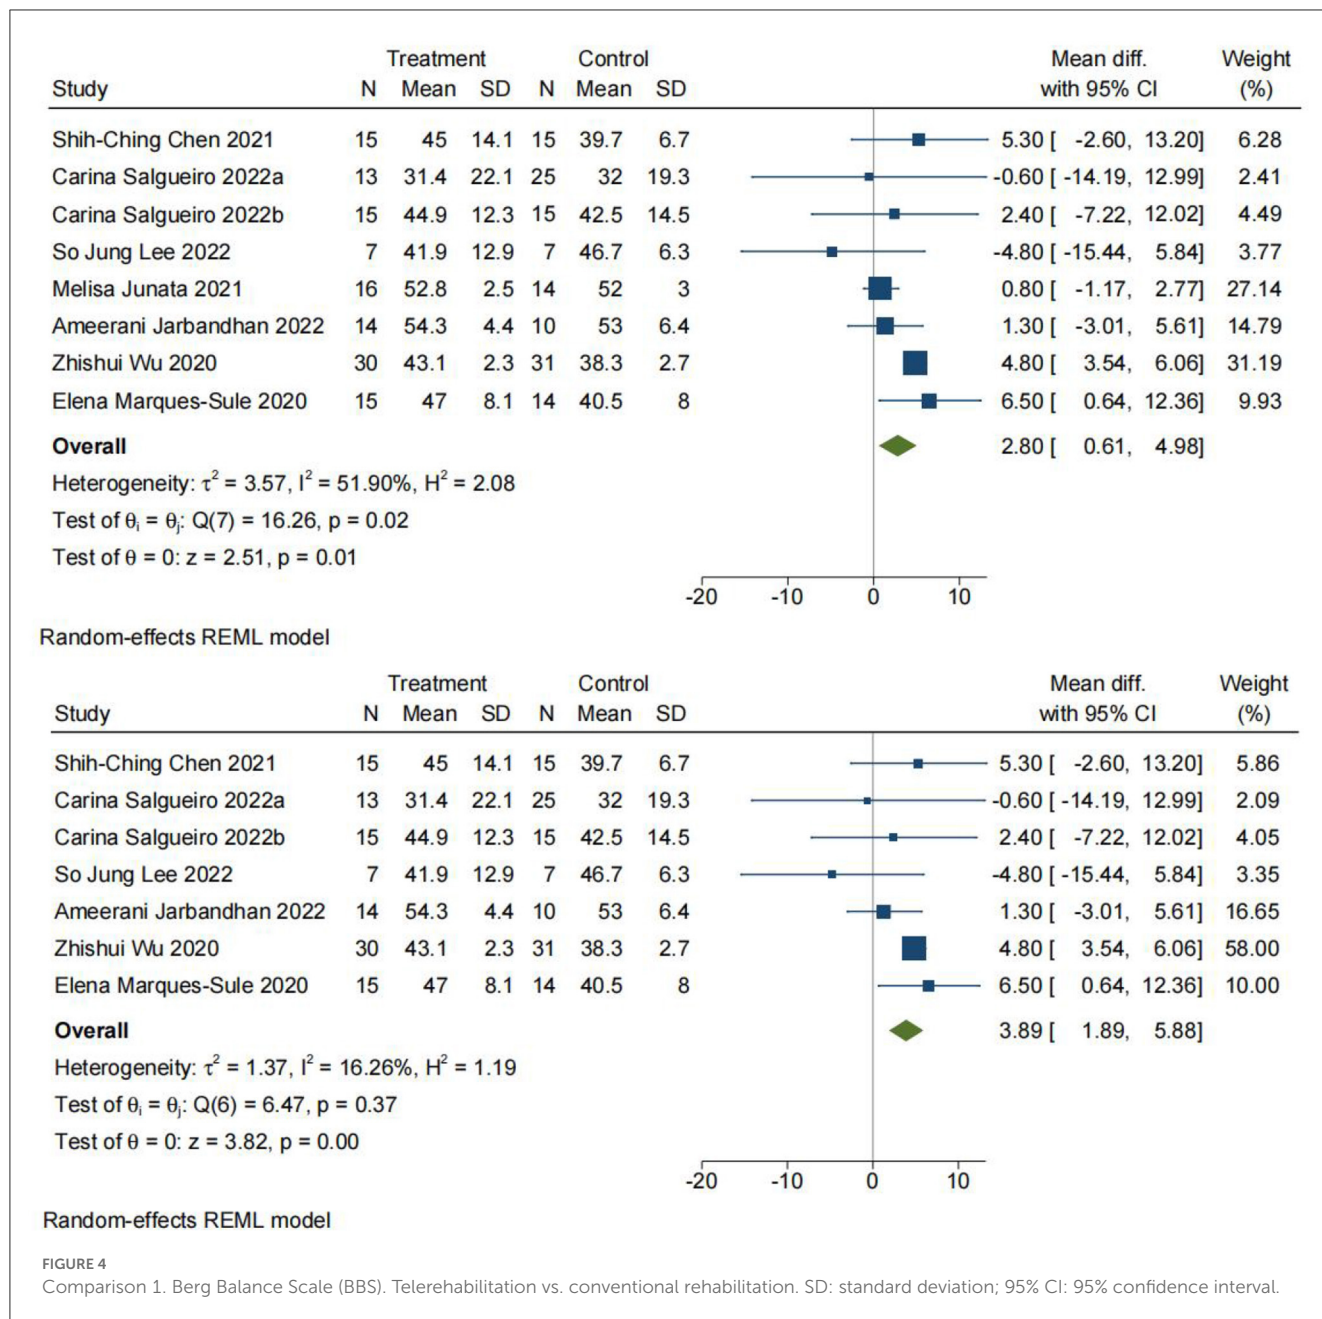 Treatment Control Mean diff. Weight
Study N Mean SD N Mean SD with 95% CI (%)
Shih-Ching Chen 2021 15 45 14.1 15 39.7 6.7 5.30 [ -2.60, 13.20] 6.28
Carina Salgueiro 2022a 13 31.4 22.1 25 32 19.3 -0.60 [ -14.19, 12.99] 2.41
Carina Salgueiro 2022b 15 44.9 12.3 15 42.5 14.5 2.40 [ -7.22, 12.02] 4.49
So Jung Lee 2022 7 41.9 12.9 7 46.7 6.3 -4.80 [ -15.44, 5.84] 3.77
Melisa Junata 2021 16 52.8 2.5 14 52 3 0.80 [ -1.17, 2.77] 27.14
Ameerani Jarbandhan 2022 14 54.3 4.4 10 53 6.4 1.30 [ -3.01, 5.61] 14.79
Zhishui Wu 2020 30 43.1 2.3 31 38.3 2.7 4.80 [ 3.54, 6.06] 31.19
Elena Marques-Sule 2020 15 47 8.1 14 40.5 8 6.50 [ 0.64, 12.36] 9.93
Overall 2.80 [ 0.61, 4.98]
Heterogeneity: τ² = 3.57, I² = 51.90%, H² = 2.08
Test of θᵢ = θⱼ: Q(7) = 16.26, p = 0.02
Test of θ = 0: z = 2.51, p = 0.01
-20 -10 0 10
Random-effects REML model
Treatment Control Mean diff. Weight
Study N Mean SD N Mean SD with 95% CI (%)
Shih-Ching Chen 2021 15 45 14.1 15 39.7 6.7 5.30 [ -2.60, 13.20] 5.86
Carina Salgueiro 2022a 13 31.4 22.1 25 32 19.3 -0.60 [ -14.19, 12.99] 2.09
Carina Salgueiro 2022b 15 44.9 12.3 15 42.5 14.5 2.40 [ -7.22, 12.02] 4.05
So Jung Lee 2022 7 41.9 12.9 7 46.7 6.3 -4.80 [ -15.44, 5.84] 3.35
Ameerani Jarbandhan 2022 14 54.3 4.4 10 53 6.4 1.30 [ -3.01, 5.61] 16.65
Zhishui Wu 2020 30 43.1 2.3 31 38.3 2.7 4.80 [ 3.54, 6.06] 58.00
Elena Marques-Sule 2020 15 47 8.1 14 40.5 8 6.50 [ 0.64, 12.36] 10.00
Overall 3.89 [ 1.89, 5.88]
Heterogeneity: τ² = 1.37, I² = 16.26%, H² = 1.19
Test of θᵢ = θⱼ: Q(6) = 6.47, p = 0.37
Test of θ = 0: z = 3.82, p = 0.00
-20 -10 0 10
Random-effects REML model
FIGURE 4
Comparison 1. Berg Balance Scale (BBS). Telerehabilitation vs. conventional rehabilitation. SD: standard deviation; 95% CI: 95% confidence interval.